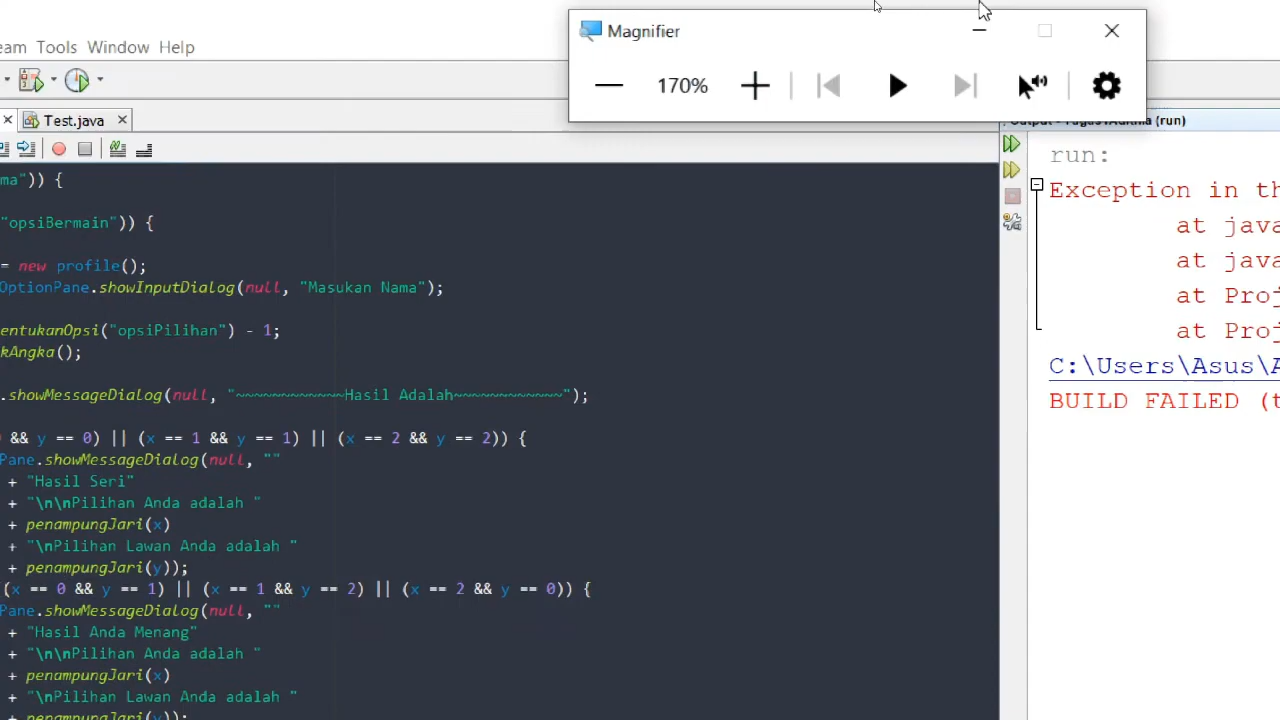 Magnifier
170%
eam Tools Window Help
Test.java
ma")) {
"opsiBermain")) {
= new profile();
OptionPane.showInputDialog(null, "Masukan Nama");
entukanOpsi("opsiPilihan") - 1;
kAngka();
.showMessageDialog(null, "~~~~~~~~~~~~Hasil Adalah~~~~~~~~~~~~");
&& y == 0) || (x == 1 && y == 1) || (x == 2 && y == 2)) {
Pane.showMessageDialog(null, ""
+ "Hasil Seri"
+ "\n\nPilihan Anda adalah "
+ penampungJari(x)
+ "\nPilihan Lawan Anda adalah "
+ penampungJari(y));
(x == 0 && y == 1) || (x == 1 && y == 2) || (x == 2 && y == 0)) {
Pane.showMessageDialog(null, ""
+ "Hasil Anda Menang"
+ "\n\nPilihan Anda adalah "
+ penampungJari(x)
+ "\nPilihan Lawan Anda adalah "
+ penampungJari(y));
(run)
run:
Exception in th
at java
at java
at Proj
at Proj
C:\Users\Asus\A
BUILD FAILED (t